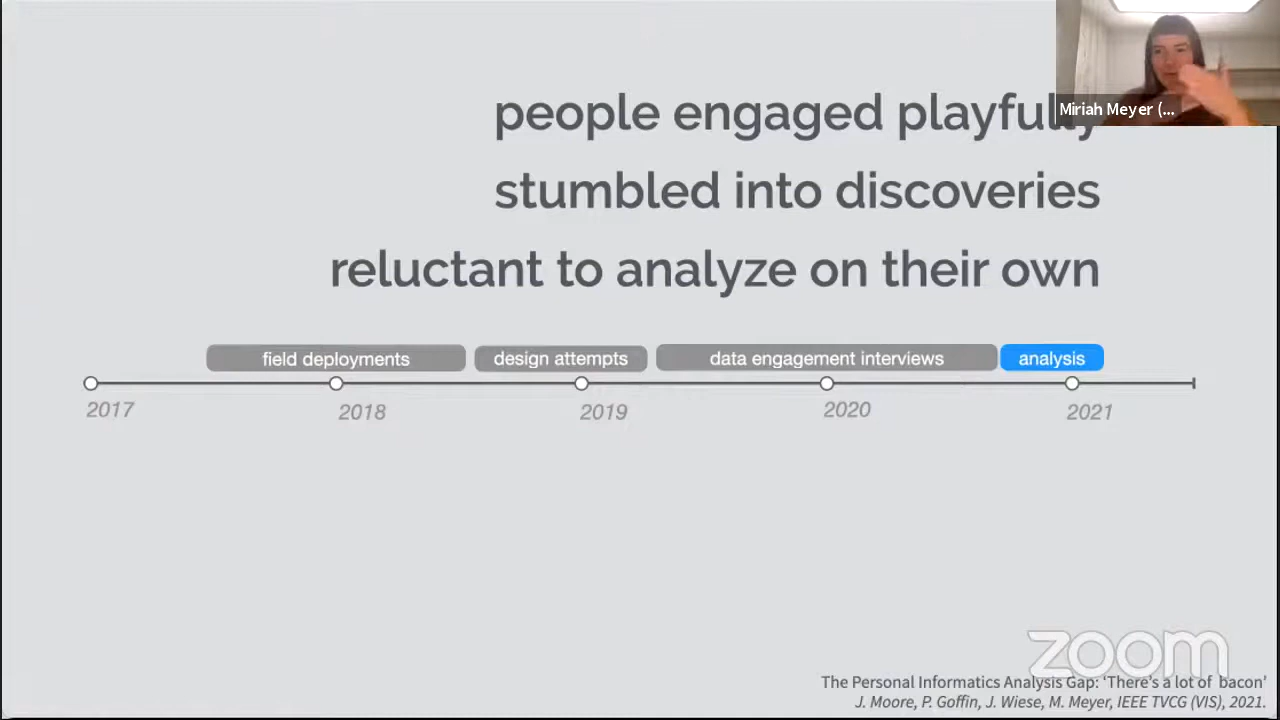 people engaged playfully
Miriah Meyer (...
stumbled into discoveries
reluctant to analyze on their own
field deployments
design attempts
data engagement interviews
analysis
2017
2018
2019
2020
2021
zoom
The Personal Informatics Analysis Gap: ‘There’s a lot of bacon’
J. Moore, P. Goffin, J. Wiese, M. Meyer, IEEE TVCG (VIS), 2021.